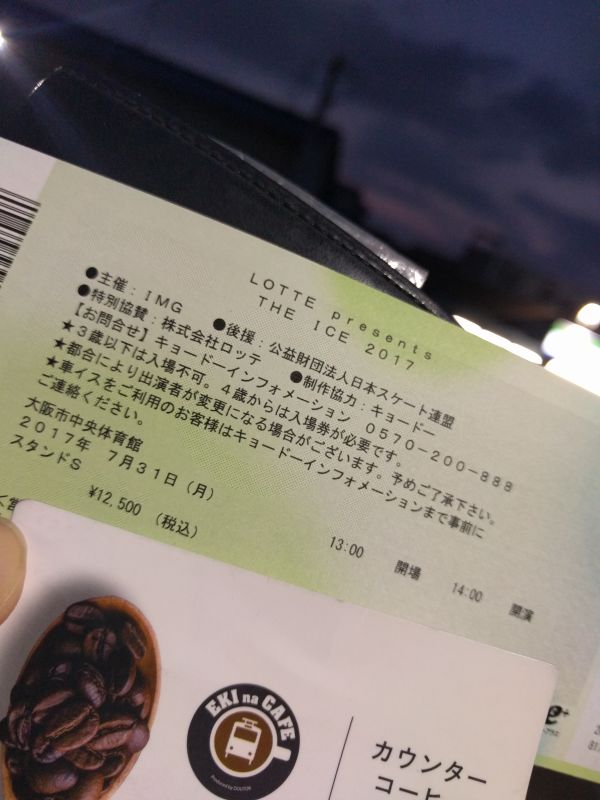 LOTTE presents
THE ICE 2017
●主催：IMG ●後援：公益財団法人日本スケート連盟
●特別協賛：株式会社ロッテ ●制作協力：キョードー
【お問合せ】キョードーインフォメーション 0570-200-888
★3歳以下は入場不可。4歳からは入場券が必要です。
★都合により出演者が変更になる場合がございます。予めご了承下さい。
★車イスをご利用のお客様はキョードーインフォメーションまで事前に
ご連絡ください。
大阪市中央体育館
2017年 7月31日（月） 13:00 開場 14:00 開演
スタンドS
¥12,500（税込）
EKI na CAFE
Produced by DOUTOR
カウンター
コーヒ